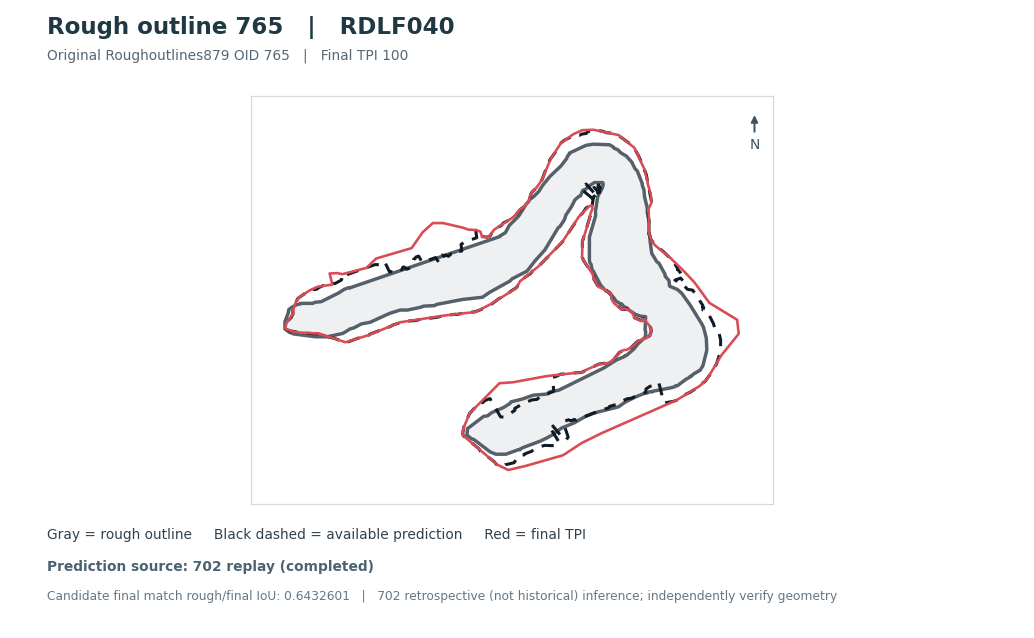 Rough outline 765   |   RDLF040
Original Roughoutlines879 OID 765   |   Final TPI 100
N
Gray = rough outline     Black dashed = available prediction     Red = final TPI
Prediction source: 702 replay (completed)
Candidate final match rough/final IoU: 0.6432601   |   702 retrospective (not historical) inference; independently verify geometry